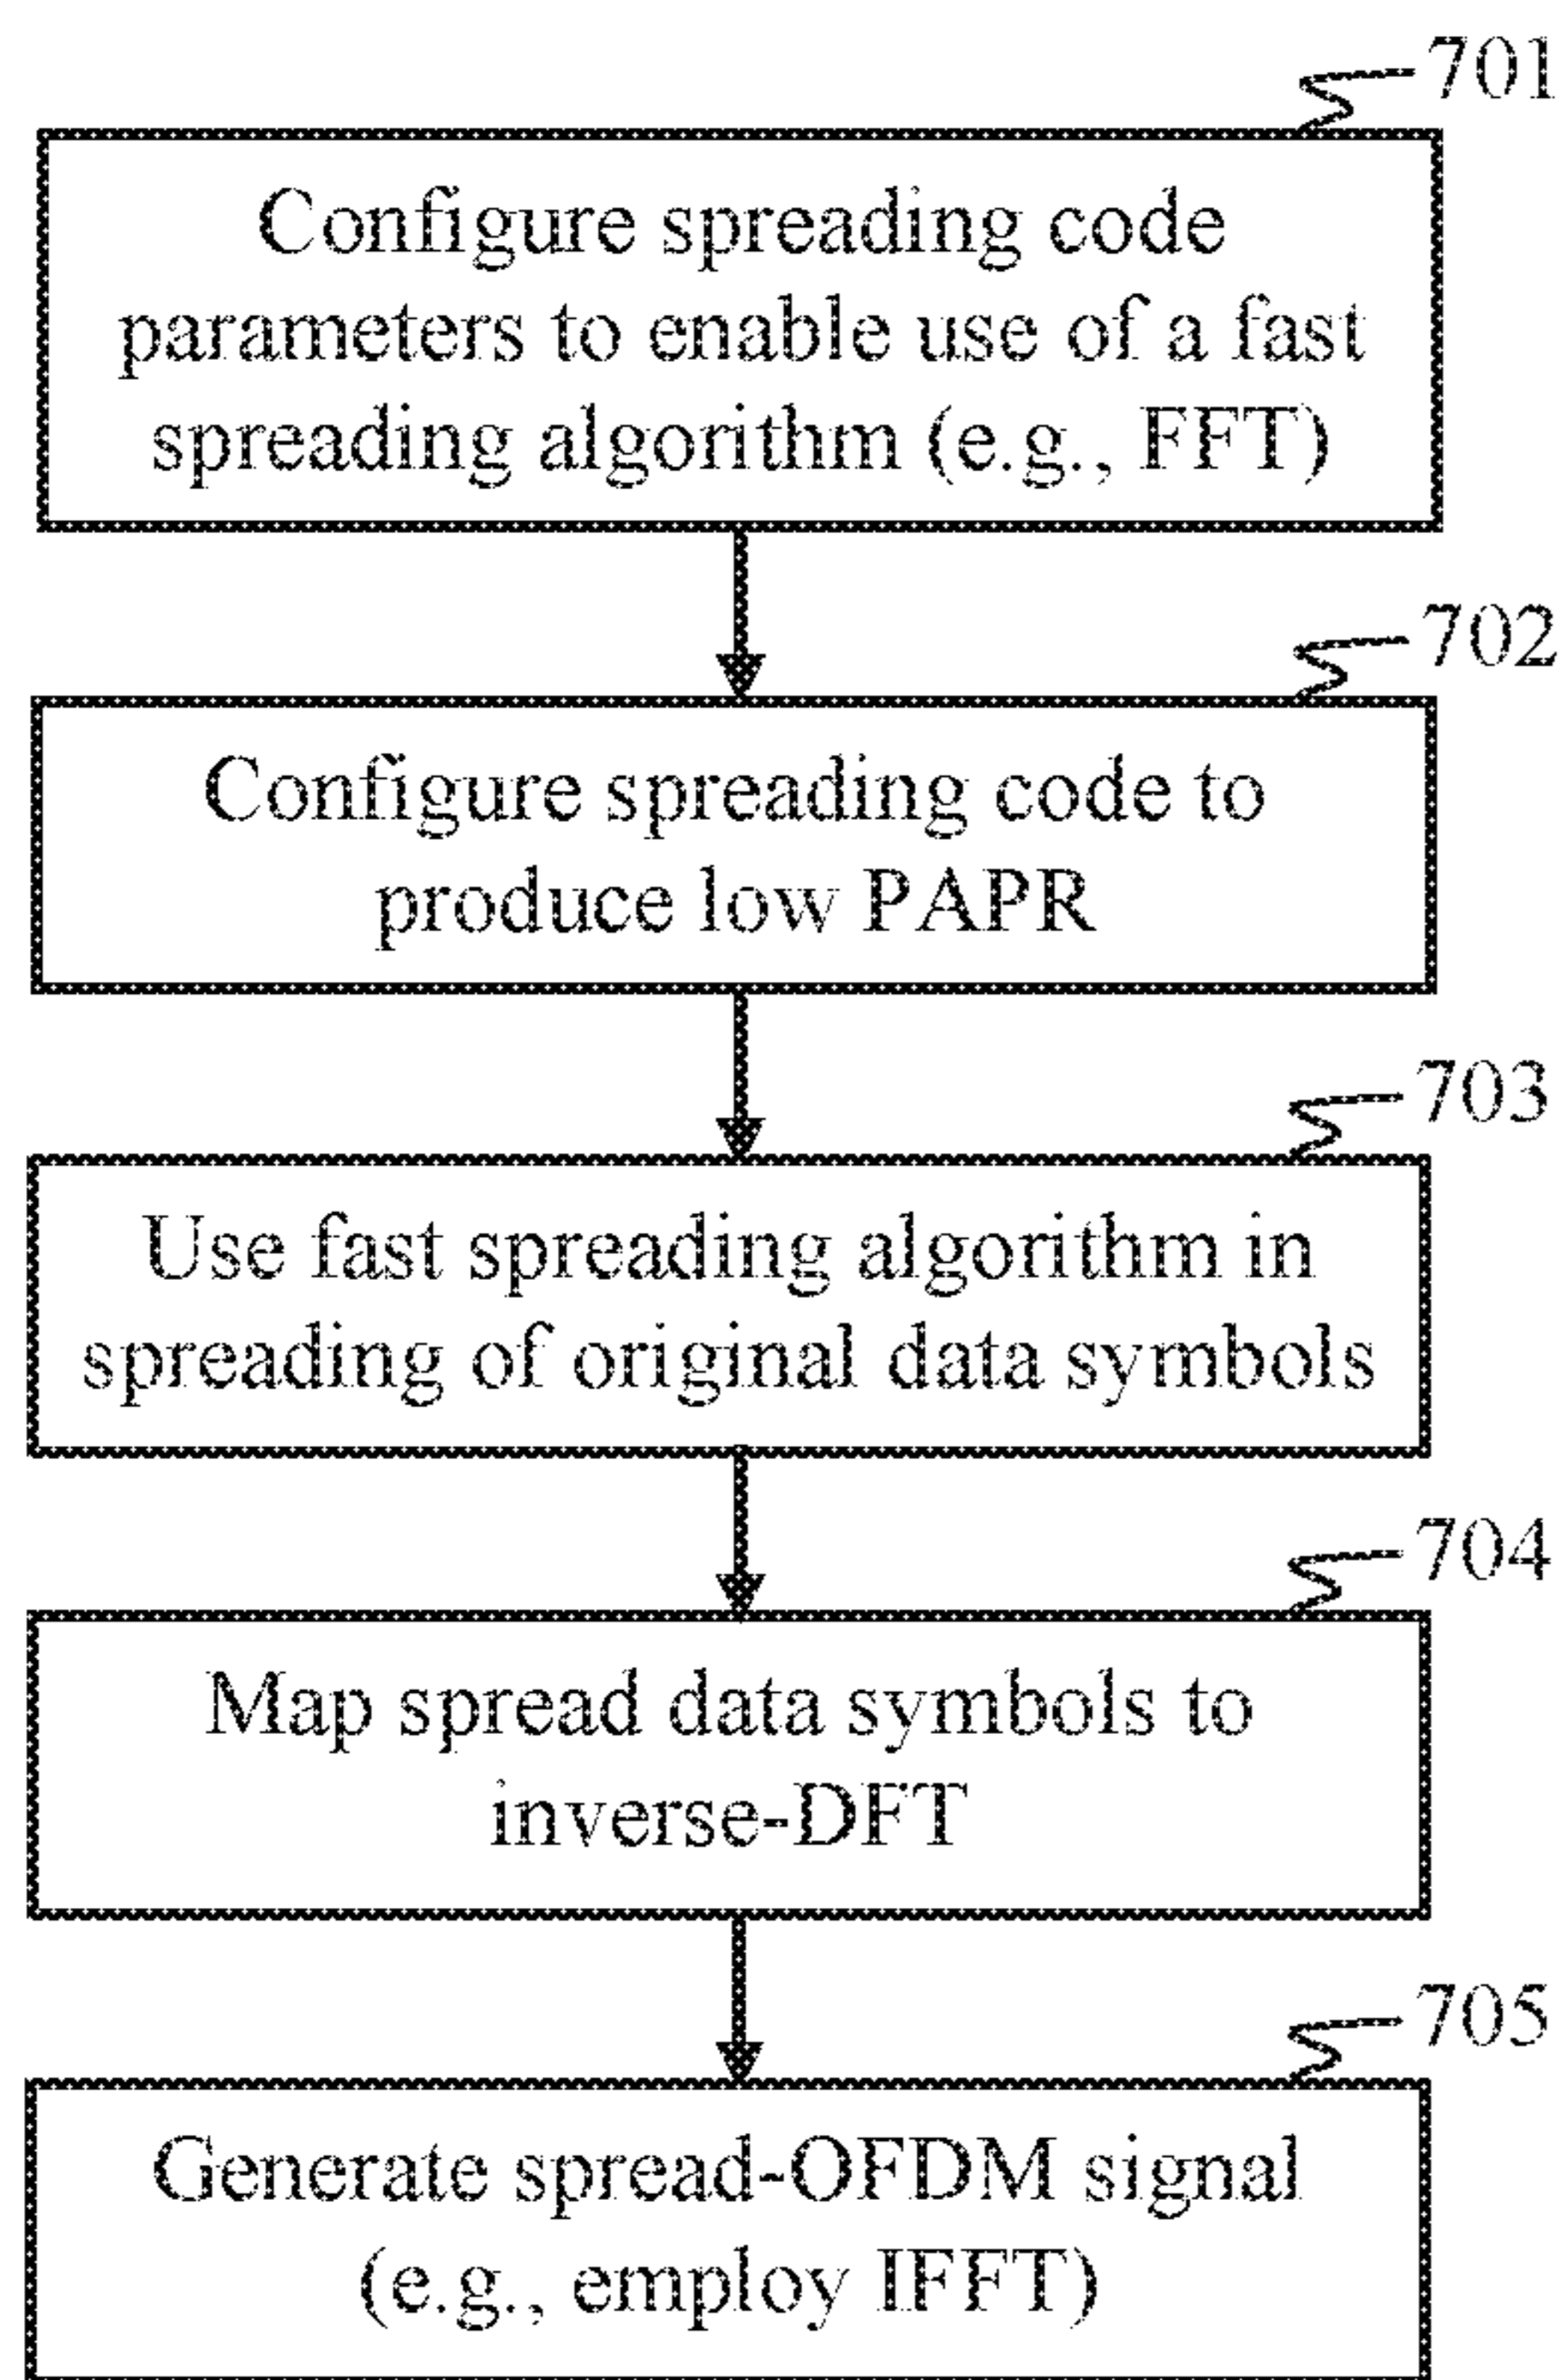 701
Configure spreading code
parameters to enable use of a fast
spreading algorithm (e.g., FFT)
702
Configure spreading code to
produce low PAPR
703
Use fast spreading algorithm in
spreading of original data symbols
704
Map spread data symbols to
inverse-DFT
705
Generate spread-OFDM signal
(e.g., employ IFFT)